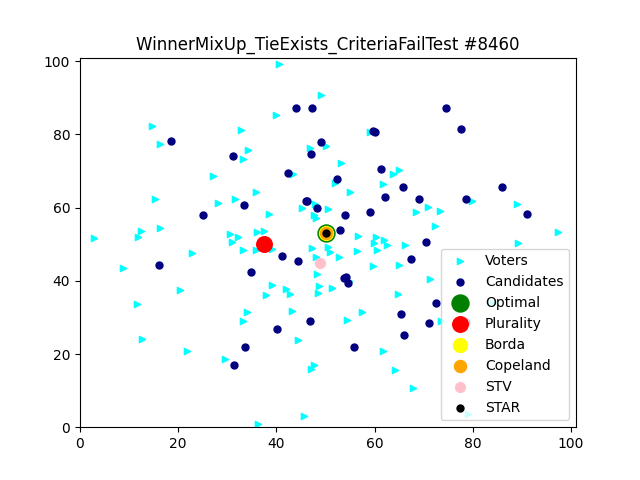 WinnerMixUp_TieExists_CriteriaFailTest #8460
100
80
60
40
20
0
0
20
40
60
80
100
Voters
Candidates
Optimal
Plurality
Borda
Copeland
STV
STAR